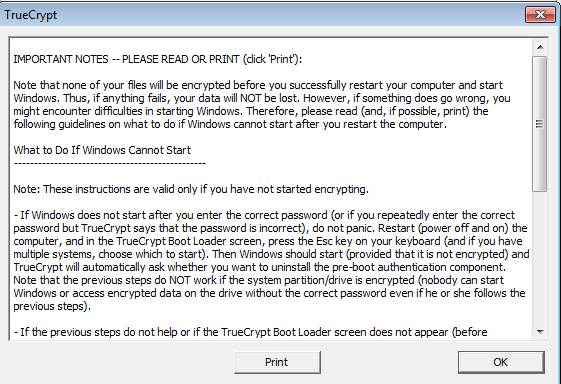 TrueCrypt
IMPORTANT NOTES -- PLEASE READ OR PRINT (click 'Print'):
Note that none of your files will be encrypted before you successfully restart your computer and start
Windows. Thus, if anything fails, your data will NOT be lost. However, if something does go wrong, you
might encounter difficulties in starting Windows. Therefore, please read (and, if possible, print) the
following guidelines on what to do if Windows cannot start after you restart the computer.
What to Do If Windows Cannot Start
------------------------------------------------
Note: These instructions are valid only if you have not started encrypting.
- If Windows does not start after you enter the correct password (or if you repeatedly enter the correct
password but TrueCrypt says that the password is incorrect), do not panic. Restart (power off and on) the
computer, and in the TrueCrypt Boot Loader screen, press the Esc key on your keyboard (and if you have
multiple systems, choose which to start). Then Windows should start (provided that it is not encrypted) and
TrueCrypt will automatically ask whether you want to uninstall the pre-boot authentication component.
Note that the previous steps do NOT work if the system partition/drive is encrypted (nobody can start
Windows or access encrypted data on the drive without the correct password even if he or she follows the
previous steps).
- If the previous steps do not help or if the TrueCrypt Boot Loader screen does not appear (before
Print
OK